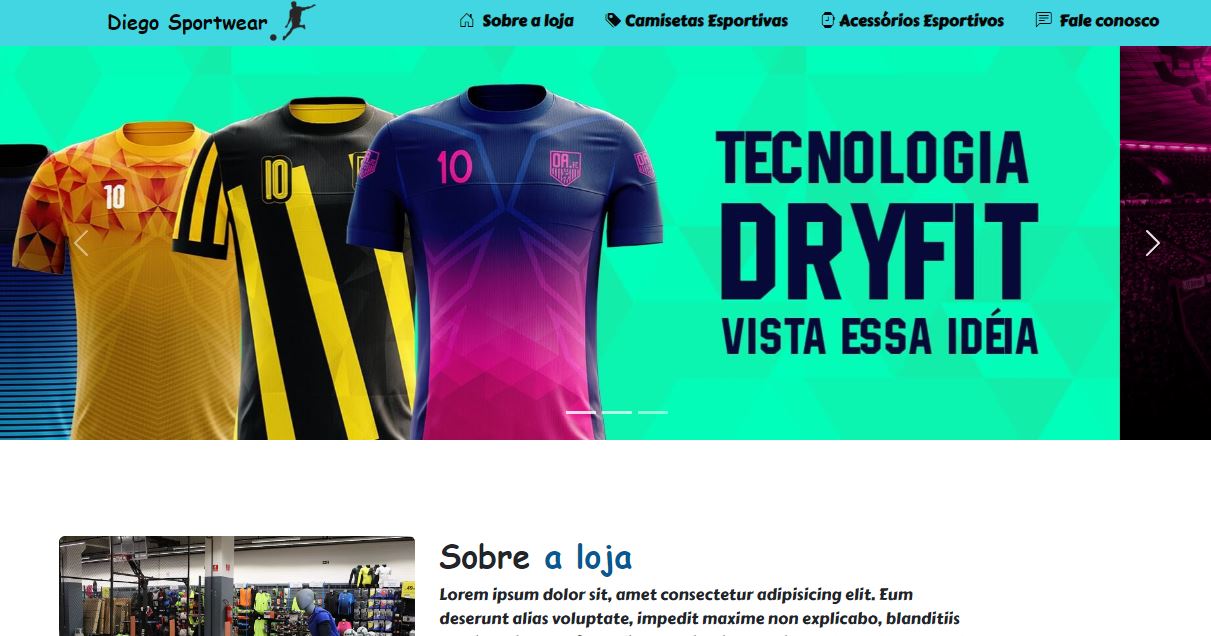 Diego Sportwear
Sobre a loja
Camisetas Esportivas
Acessórios Esportivos
Fale conosco
10
10
10
QA
TECNOLOGIA
DRYFIT
VISTA ESSA IDÉIA
Sobre a loja
Lorem ipsum dolor sit, amet consectetur adipisicing elit. Eum
deserunt alias voluptate, impedit maxime non explicabo, blanditiis